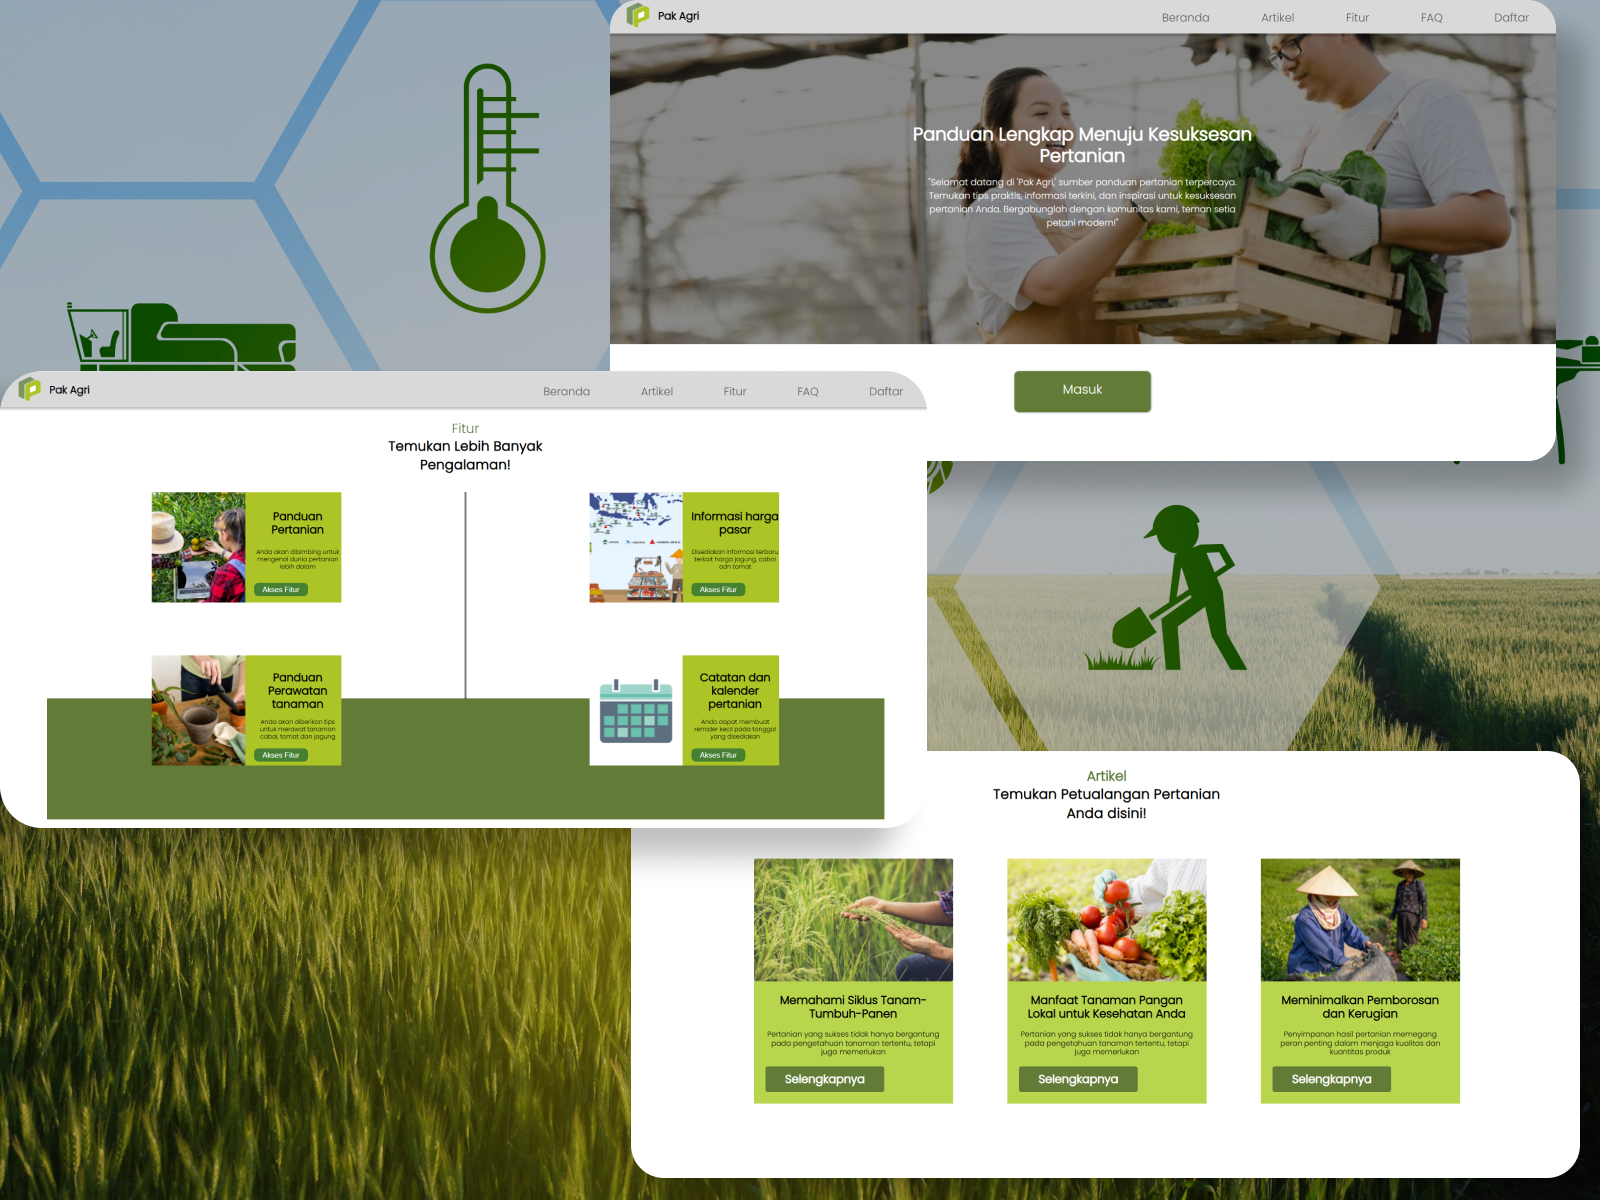 Pak Agri
Beranda
Artikel
Fitur
FAQ
Daftar
Panduan Lengkap Menuju Kesuksesan
Pertanian
"Selamat datang di 'Pak Agri,' sumber panduan pertanian terpercaya.
Temukan tips praktis, informasi terkini, dan inspirasi untuk kesuksesan
pertanian Anda. Bergabunglah dengan komunitas kami, teman setia
petani modern!"
Masuk
Pak Agri
Beranda
Artikel
Fitur
FAQ
Daftar
Fitur
Temukan Lebih Banyak
Pengalaman!
Panduan
Pertanian
Anda akan dibimbing untuk
mengenal dunia pertanian
lebih dalam
Akses Fitur
Informasi harga
pasar
Disediakan informasi terbaru
terkait harga jagung, cabai
dan tomat
Akses Fitur
Panduan
Perawatan
tanaman
Anda akan diberikan tips
untuk merawat tanaman
cabai, tomat dan jagung
Akses Fitur
Catatan dan
kalender
pertanian
Anda dapat membuat
remider kecil pada tanggal
yang disediakan
Akses Fitur
Artikel
Temukan Petualangan Pertanian
Anda disini!
Memahami Siklus Tanam-
Tumbuh-Panen
Pertanian yang sukses tidak hanya bergantung
pada pengetahuan tanaman tertentu, tetapi
juga memerlukan
Selengkapnya
Manfaat Tanaman Pangan
Lokal untuk Kesehatan Anda
Pertanian yang sukses tidak hanya bergantung
pada pengetahuan tanaman tertentu, tetapi
juga memerlukan
Selengkapnya
Meminimalkan Pemborosan
dan Kerugian
Penyimpanan hasil pertanian memegang
peran penting dalam menjaga kualitas dan
kuantitas produk
Selengkapnya